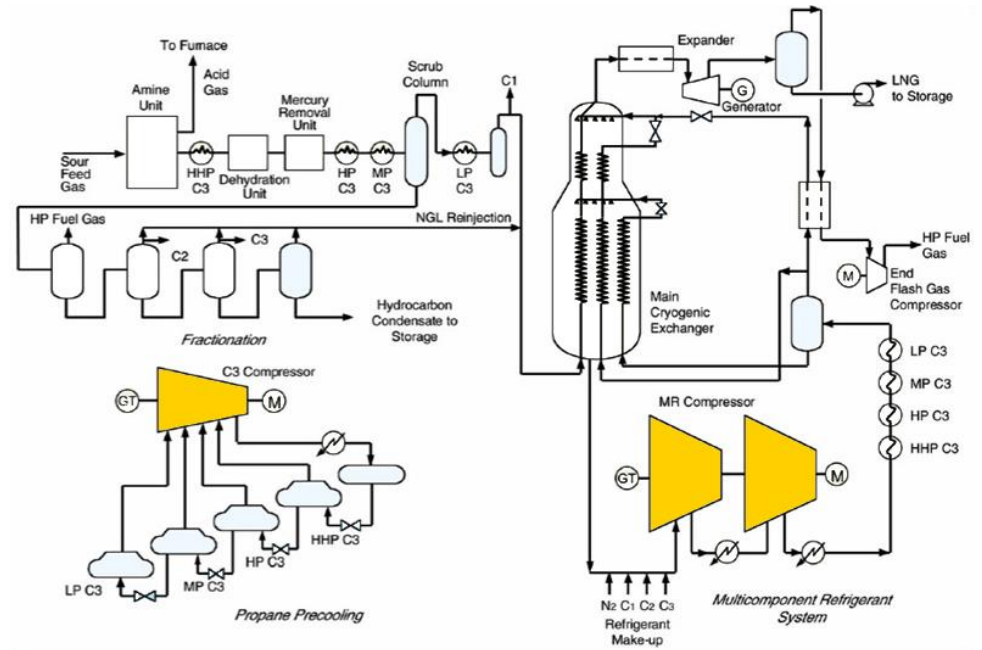 To Furnace
Acid
Gas
Amine
Unit
Sour
Feed
Gas
HHP
C3
Dehydration
Unit
Mercury
Removal
Unit
HP
C3
MP
C3
Scrub
Column
LP
C3
C1
Expander
G
Generator
LNG
to Storage
HP Fuel Gas
C2
C3
NGL Reinjection
Hydrocarbon
Condensate to
Storage
Fractionation
Main
Cryogenic
Exchanger
HP Fuel
Gas
M
End
Flash Gas
Compressor
LP C3
MP C3
HP C3
HHP C3
C3 Compressor
GT
M
HHP C3
HP C3
MP C3
LP C3
Propane Precooling
MR Compressor
GT
M
N2 C1 C2 C3
Refrigerant
Make-up
Multicomponent Refrigerant
System